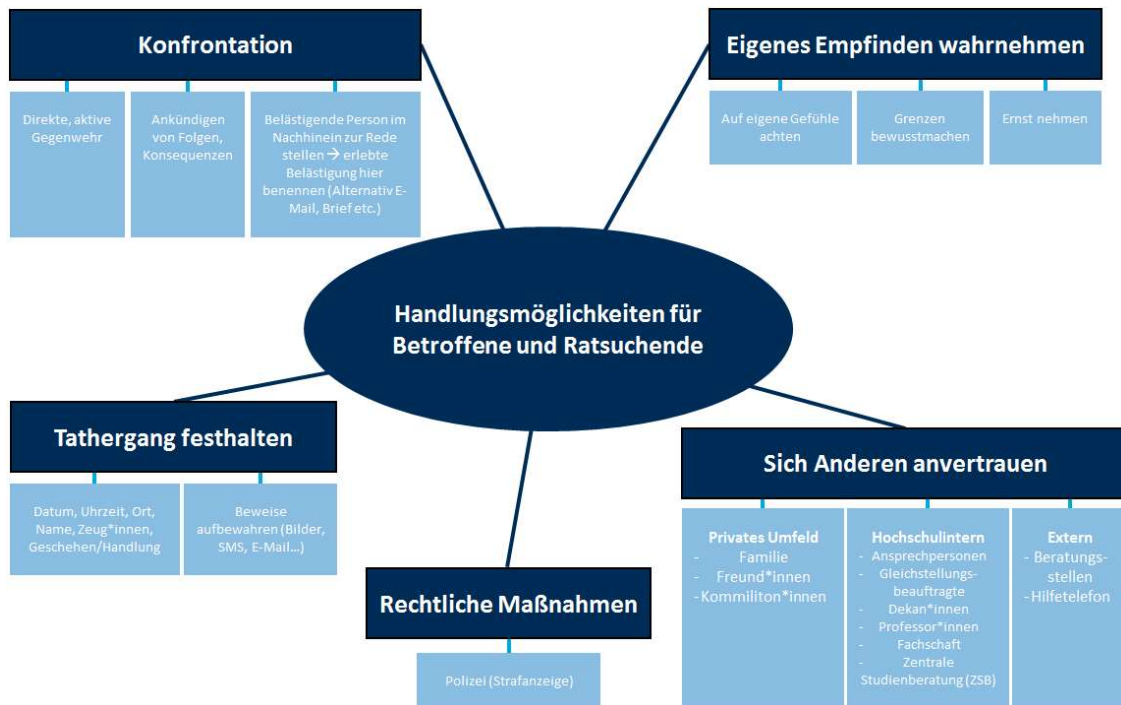 Konfrontation
Direkte, aktive
Gegenwehr
Ankündigen
von Folgen,
Konsequenzen
Belästigende Person im
Nachhinein zur Rede
stellen → erlebte
Belästigung hier
benennen (Alternativ E-
Mail, Brief etc.)
Eigenes Empfinden wahrnehmen
Auf eigene Gefühle
achten
Grenzen
bewusstmachen
Ernst nehmen
Handlungsmöglichkeiten für
Betroffene und Ratsuchende
Tathergang festhalten
Datum, Uhrzeit, Ort,
Name, Zeug*innen,
Geschehen/Handlung
Beweise
aufbewahren (Bilder,
SMS, E-Mail...)
Rechtliche Maßnahmen
Polizei (Strafanzeige)
Sich Anderen anvertrauen
Privates Umfeld
- Familie
- Freund*innen
- Kommiliton*innen
Hochschulintern
- Ansprechpersonen
- Gleichstellungs-
beauftragte
- Dekan*innen
- Professor*innen
- Fachschaft
- Zentrale
Studienberatung (ZSB)
Extern
- Beratungs-
stellen
- Hilfetelefon